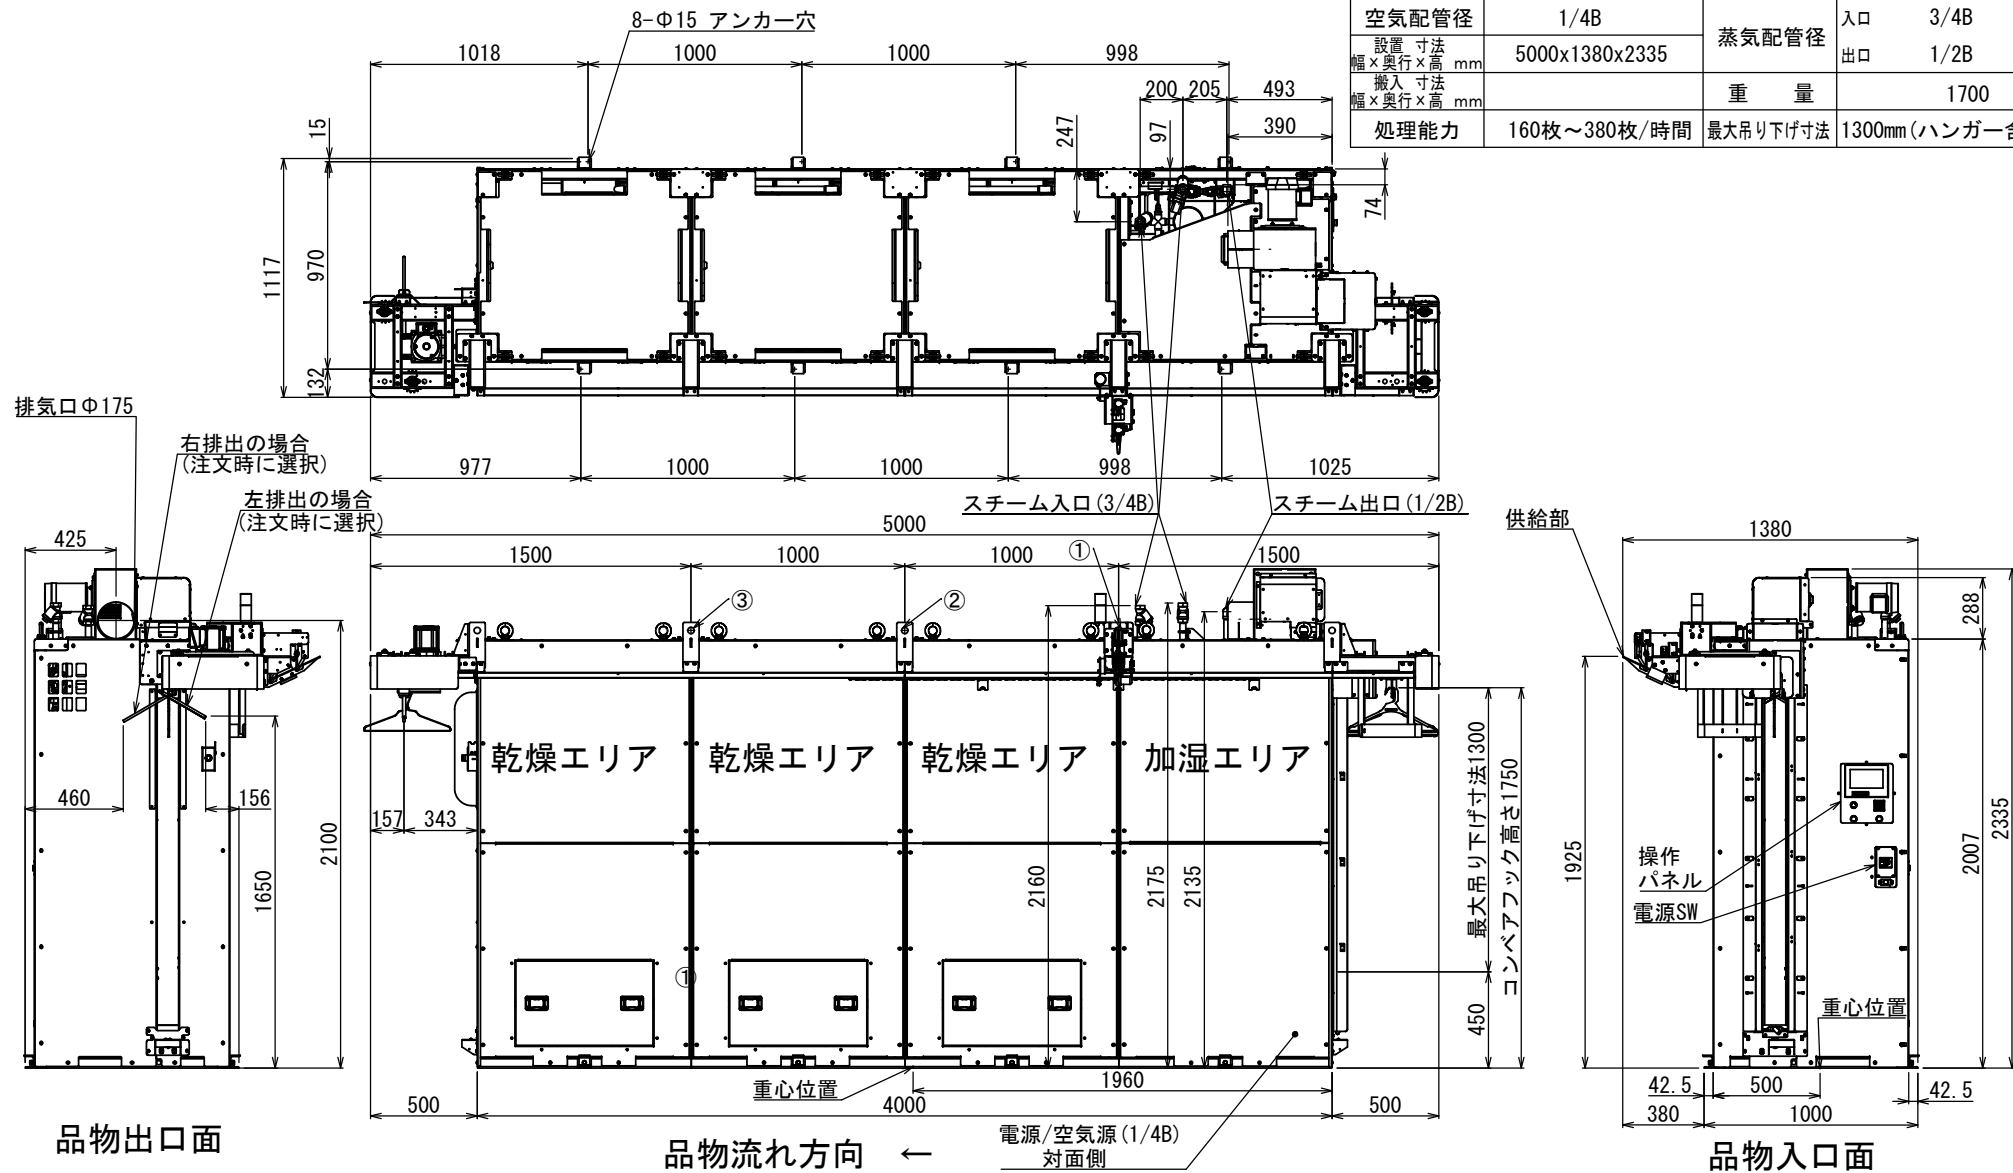 空気配管径 1/4B 蒸気配管径 入口 3/4B
出口 1/2B
設置 寸法
幅×奥行×高 mm 5000x1380x2335
搬入 寸法
幅×奥行×高 mm 重 量 1700
処理能力 160枚～380枚/時間 最大吊り下げ寸法 1300mm(ハンガー
8-Φ15 アンカー穴
1018 1000 1000 998
200 205 493
390
15
247
97
74
1117
970
132
977 1000 1000 998 1025
排気口Φ175
右排出の場合
(注文時に選択)
左排出の場合
(注文時に選択)
スチーム入口(3/4B)
スチーム出口(1/2B)
425
460
156
1650
2100
品物出口面
5000
1500 1000 1000 ① 1500
③
②
乾燥エリア 乾燥エリア 乾燥エリア 加湿エリア
157 343
2160
2175
2135
最大吊り下げ寸法1300
コンベアフック高さ1750
450
①
重心位置
1960
500 4000 500
品物流れ方向 ←
電源/空気源(1/4B)
対面側
供給部
1380
288
2335
2007
1925
操作
パネル
電源SW
重心位置
42.5 500 42.5
380 1000
品物入口面